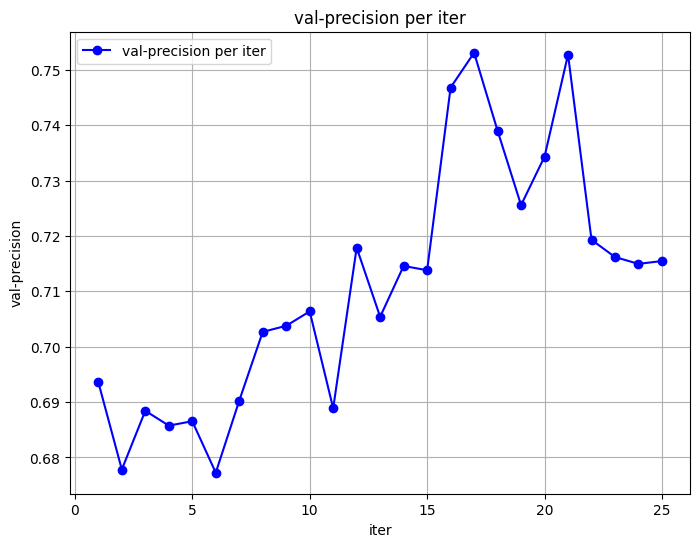 val-precision per iter
val-precision per iter
0.75
0.74
0.73
0.72
0.71
0.70
0.69
0.68
val-precision
0 5 10 15 20 25
iter